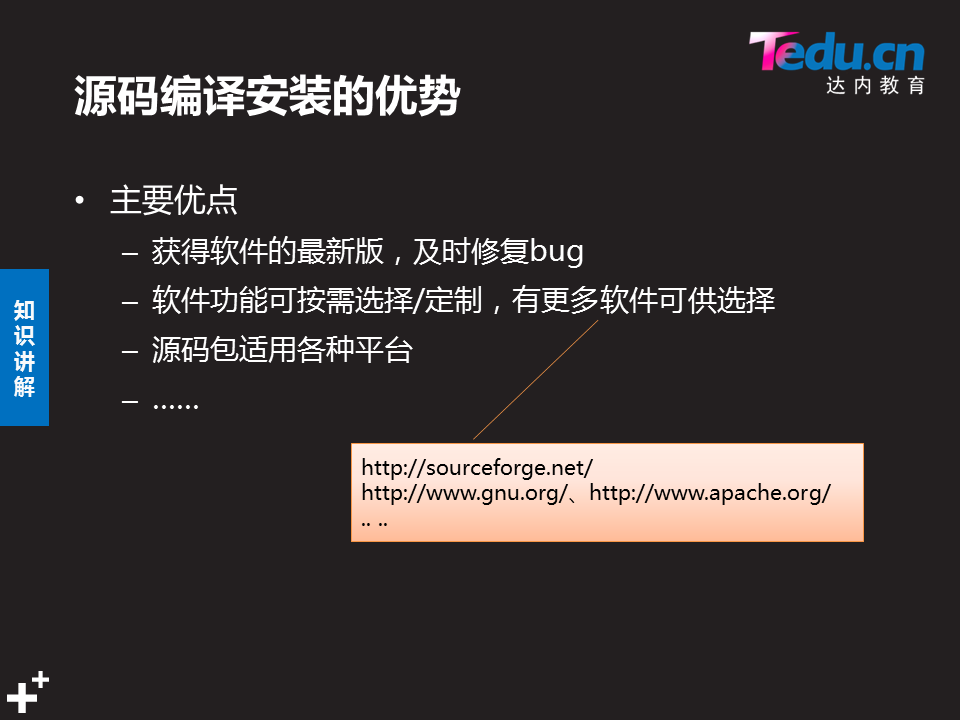 Tedu.cn
达内教育
源码编译安装的优势
• 主要优点
– 获得软件的最新版，及时修复bug
– 软件功能可按需选择/定制，有更多软件可供选择
– 源码包适用各种平台
– ……
知识讲解
http://sourceforge.net/
http://www.gnu.org/、http://www.apache.org/
.. ..